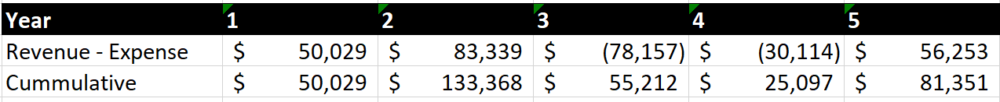 Year 1 2 3 4 5
Revenue - Expense $ 50,029 $ 83,339 $ (78,157) $ (30,114) $ 56,253
Cummulative $ 50,029 $ 133,368 $ 55,212 $ 25,097 $ 81,351